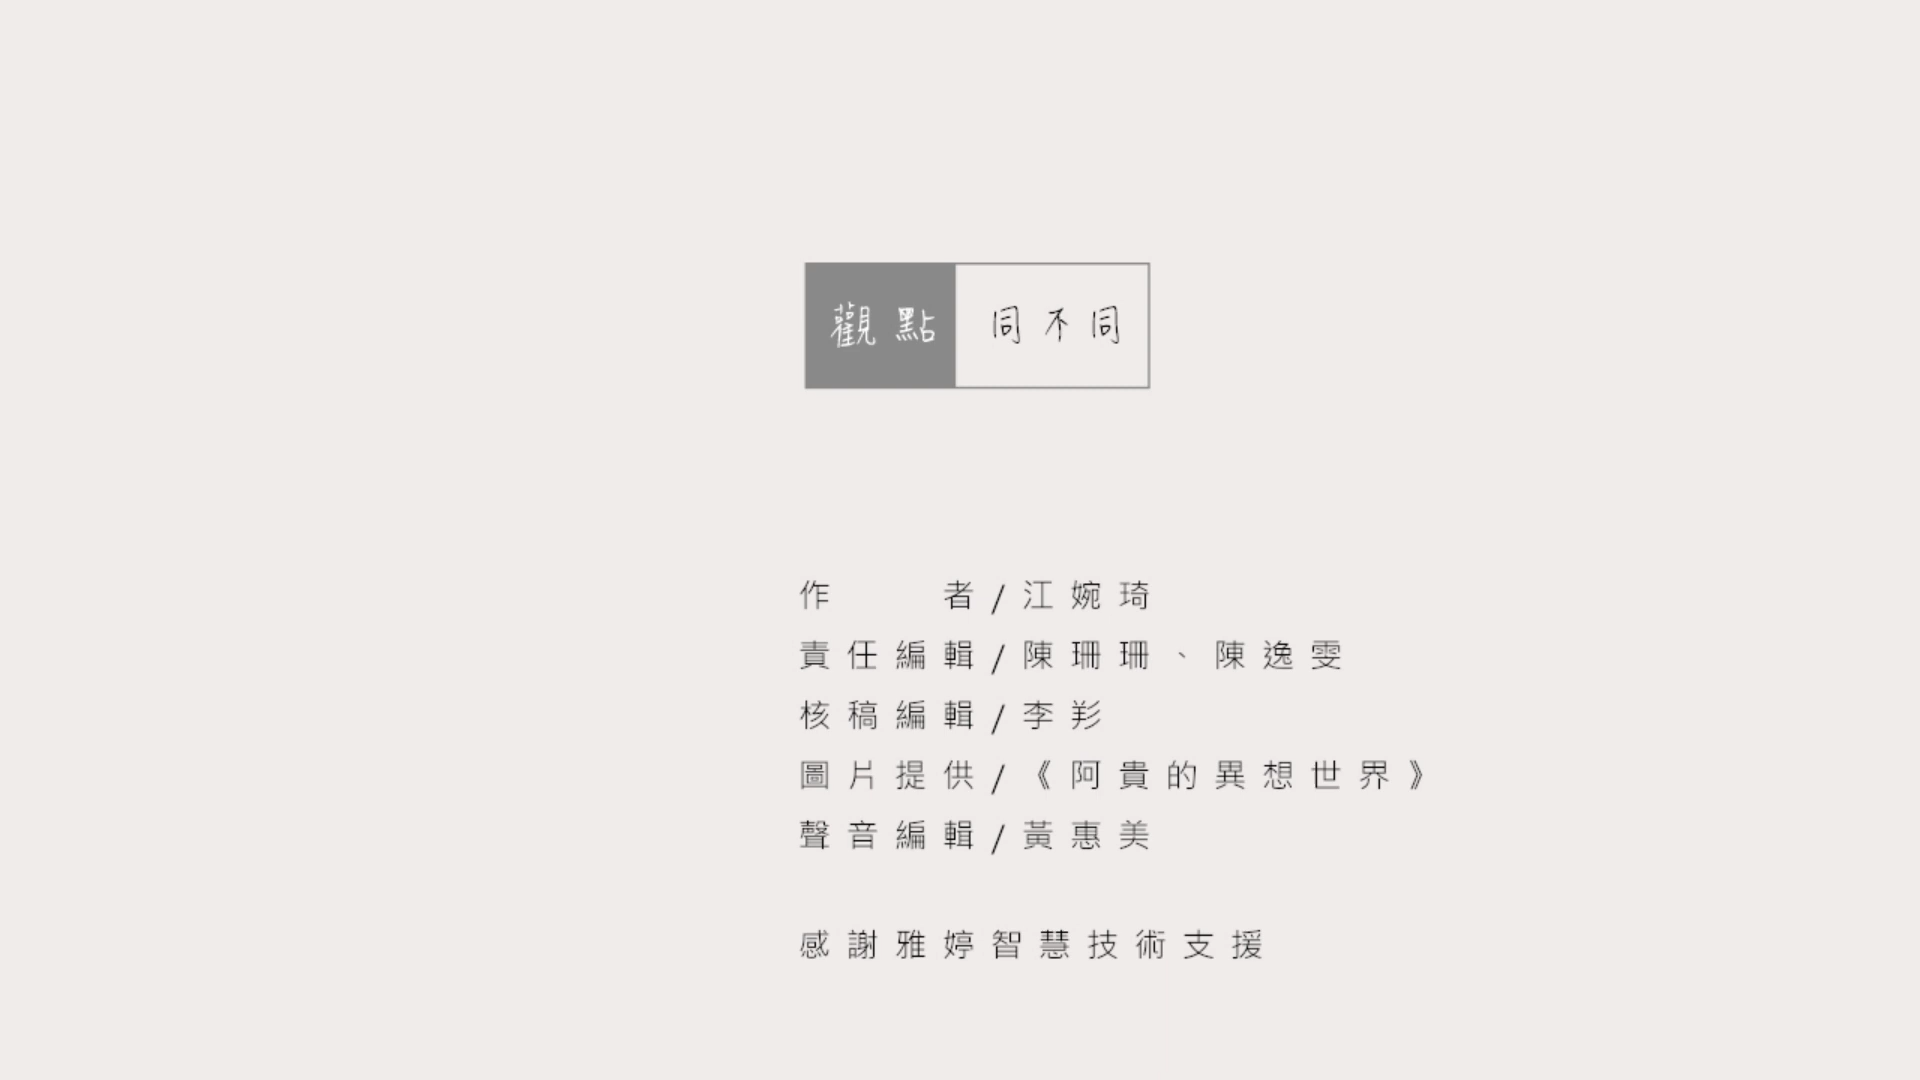 觀點 同不同
作 者/江婉琦
責任編輯/陳珊珊、陳逸雯
核稿編輯/李羏
圖片提供/《阿貴的異想世界》
聲音編輯/黃惠美
感謝雅婷智慧技術支援